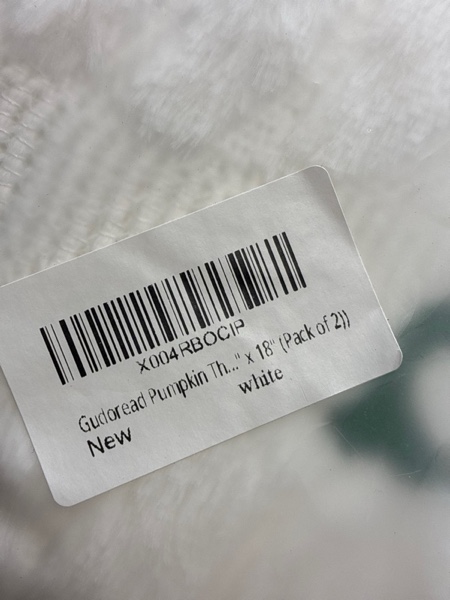 X004RBOCIP
Gudoread Pumpkin Th..." x 18" (Pack of 2))
white
New